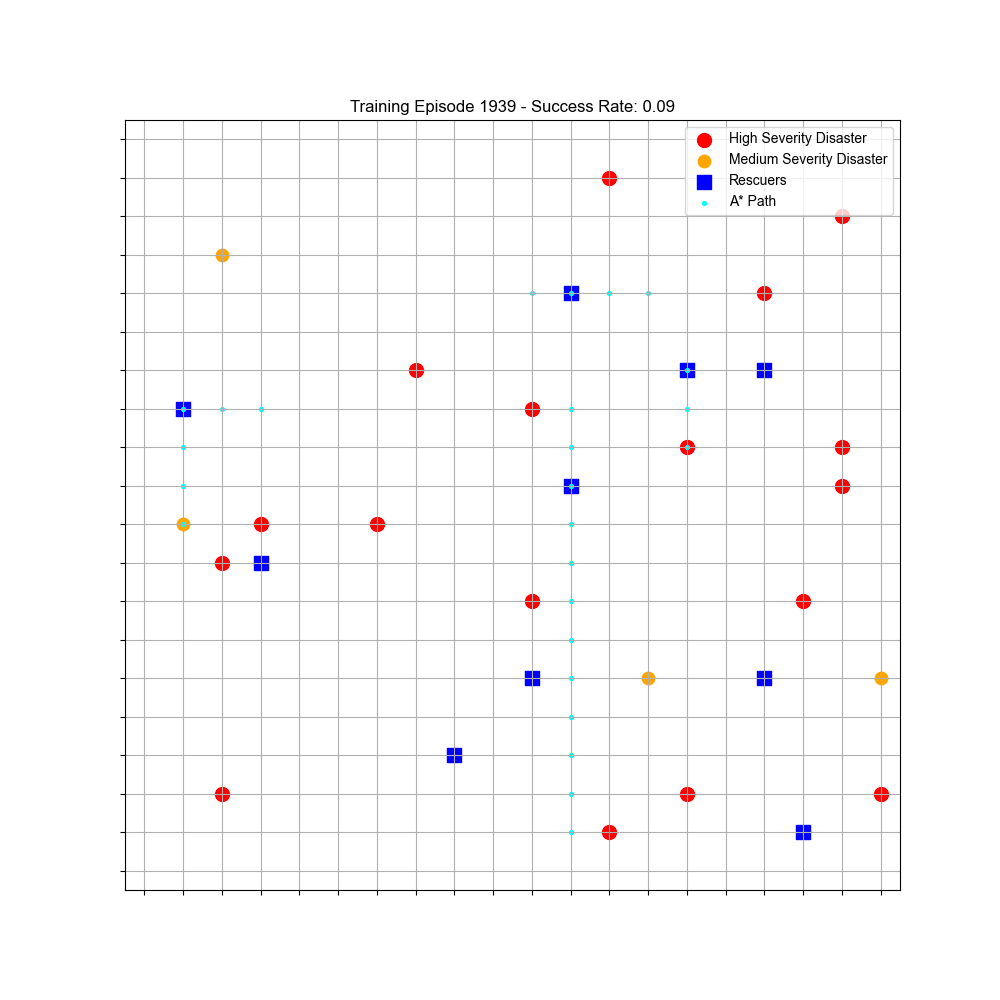 Training Episode 1939 - Success Rate: 0.09
High Severity Disaster
Medium Severity Disaster
Rescuers
A* Path